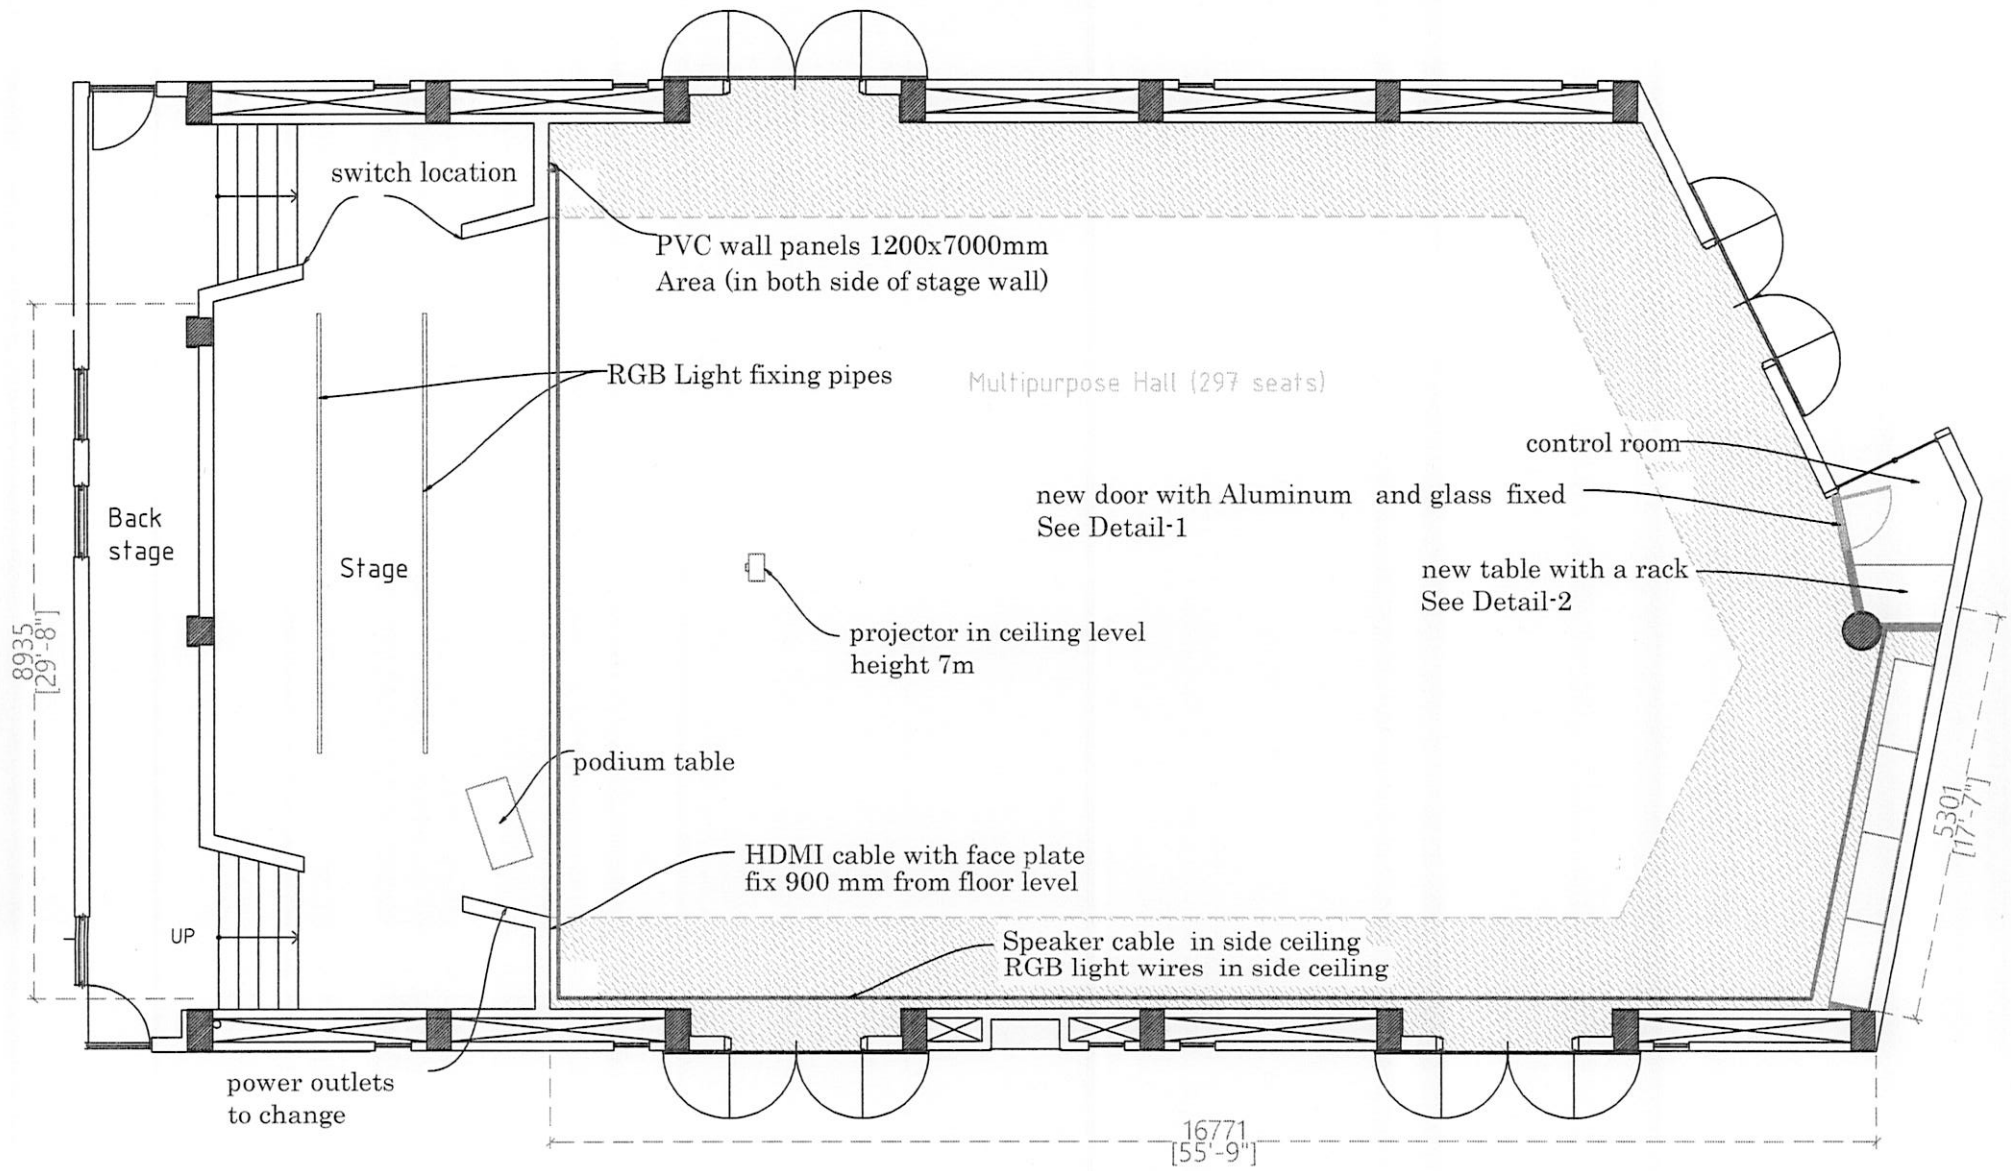 switch location
PVC wall panels 1200x7000mm
Area (in both side of stage wall)
RGB Light fixing pipes
Multipurpose Hall (297 seats)
control room
new door with Aluminum and glass fixed
See Detail-1
Back
stage
Stage
new table with a rack
See Detail-2
projector in ceiling level
height 7m
8935
[29'-8"]
podium table
5301
[17'-7"]
HDMI cable with face plate
fix 900 mm from floor level
UP
Speaker cable in side ceiling
RGB light wires in side ceiling
power outlets
to change
16771
[55'-9"]